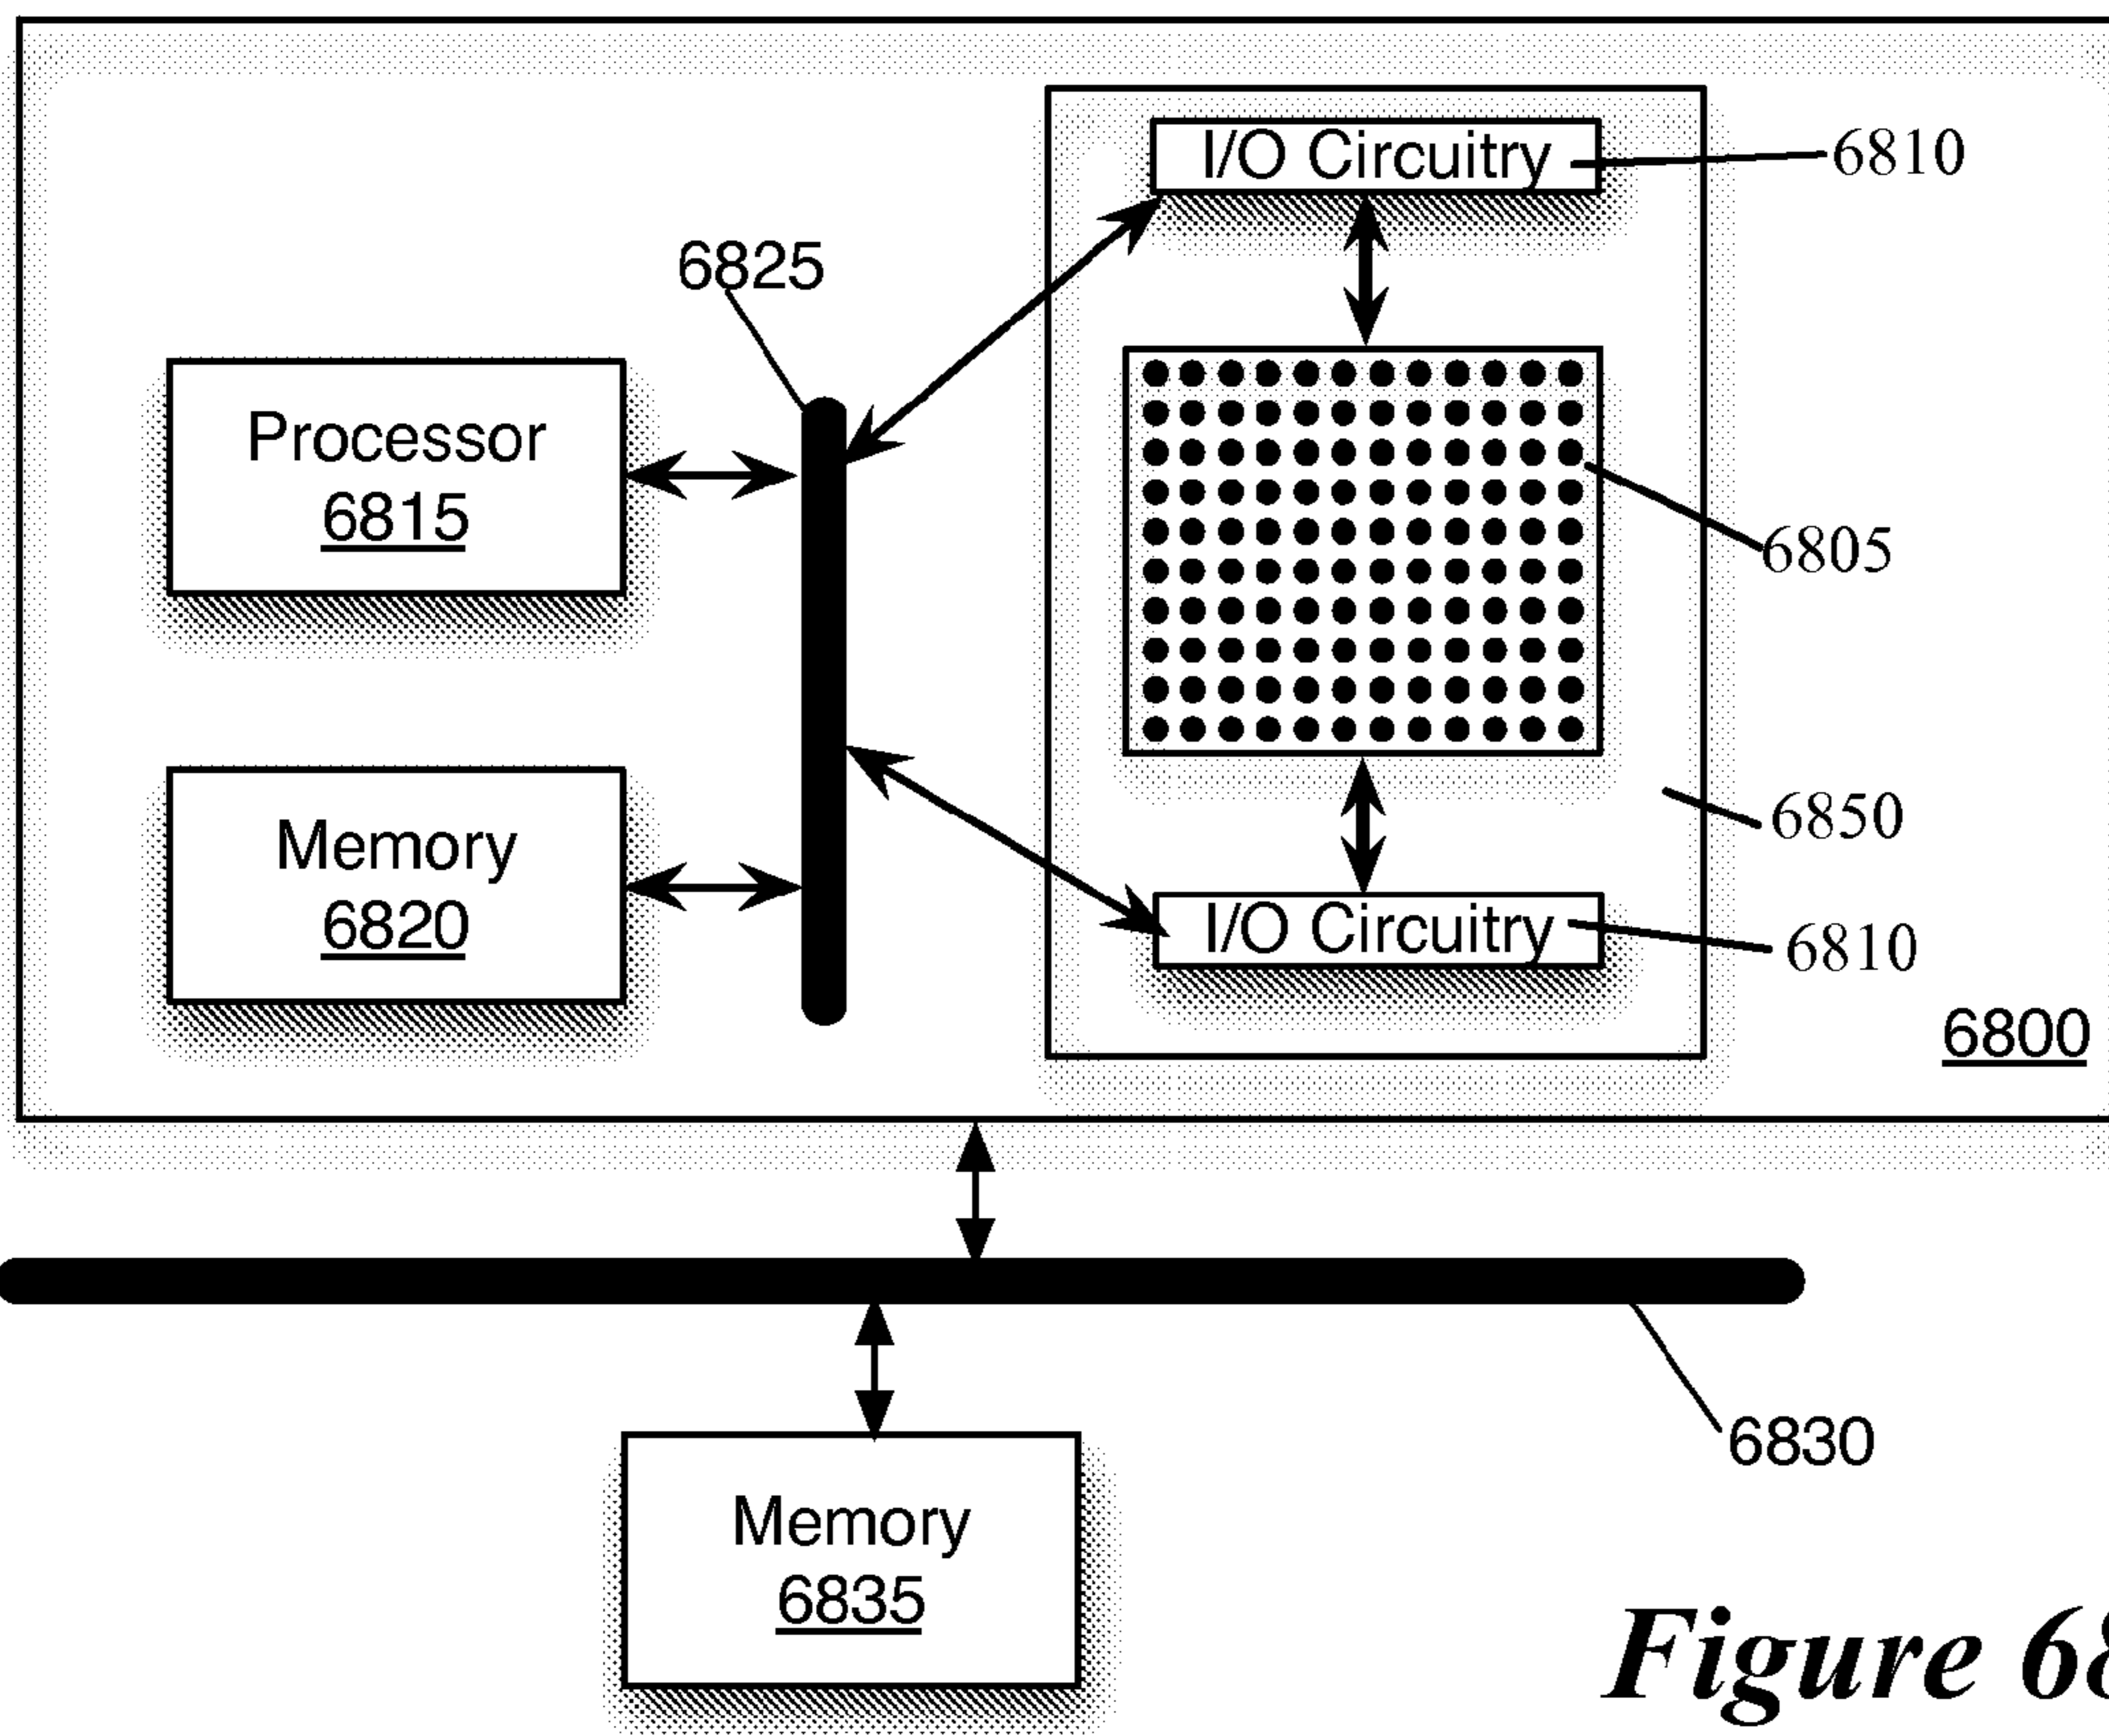 I/O Circuitry
6810
6825
Processor
6815
6805
Memory
6820
6850
I/O Circuitry
6810
6800
6830
Memory
6835
Figure 68